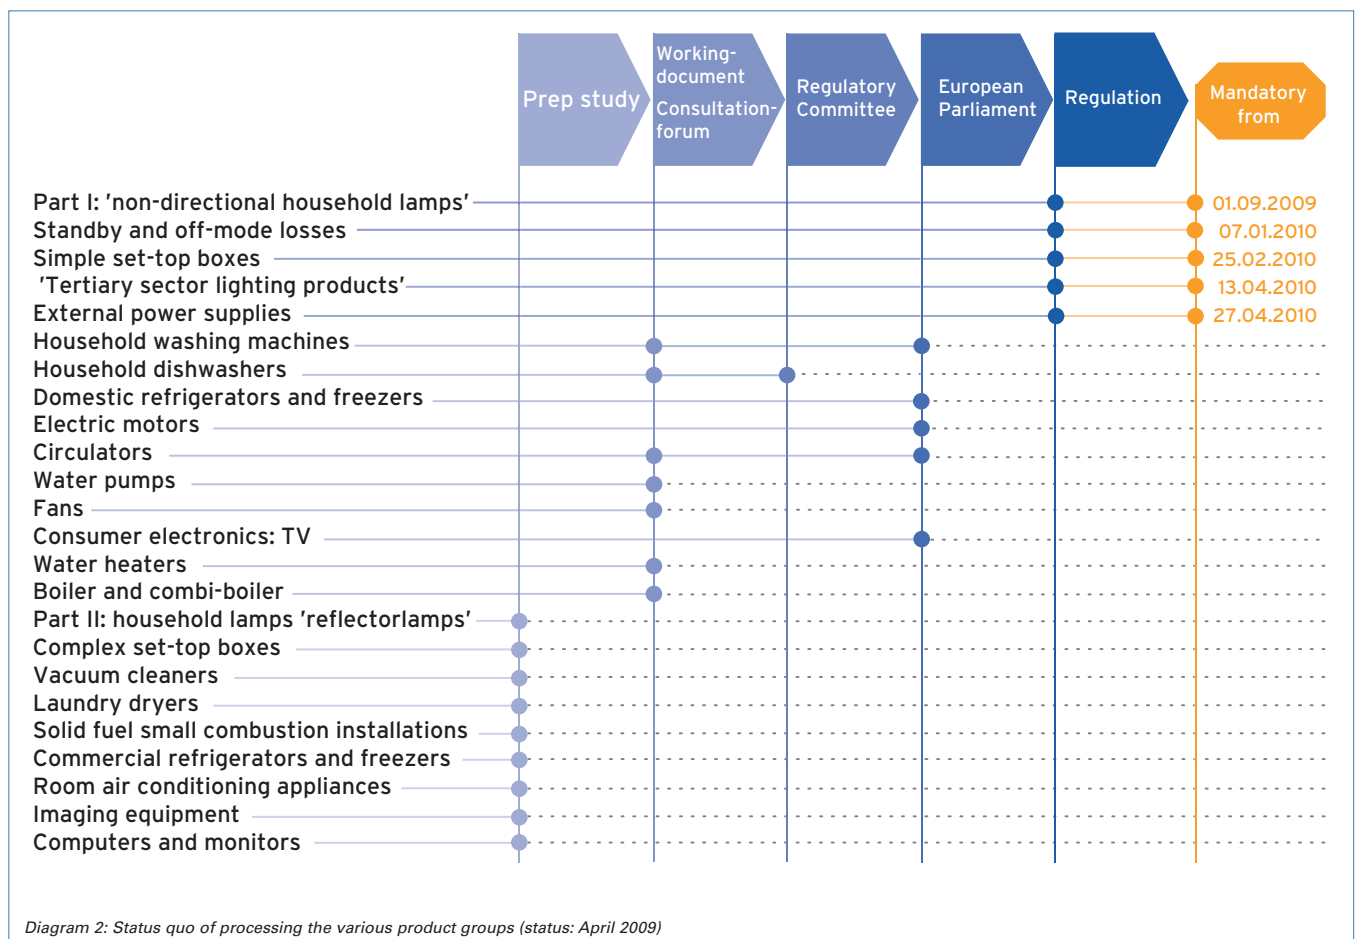 Prep study
Working-
document
Consultation-
forum
Regulatory
Committee
European
Parliament
Regulation
Mandatory
from
Part I: 'non-directional household lamps' 01.09.2009
Standby and off-mode losses 07.01.2010
Simple set-top boxes 25.02.2010
'Tertiary sector lighting products' 13.04.2010
External power supplies 27.04.2010
Household washing machines
Household dishwashers
Domestic refrigerators and freezers
Electric motors
Circulators
Water pumps
Fans
Consumer electronics: TV
Water heaters
Boiler and combi-boiler
Part II: household lamps 'reflectorlamps'
Complex set-top boxes
Vacuum cleaners
Laundry dryers
Solid fuel small combustion installations
Commercial refrigerators and freezers
Room air conditioning appliances
Imaging equipment
Computers and monitors
Diagram 2: Status quo of processing the various product groups (status: April 2009)